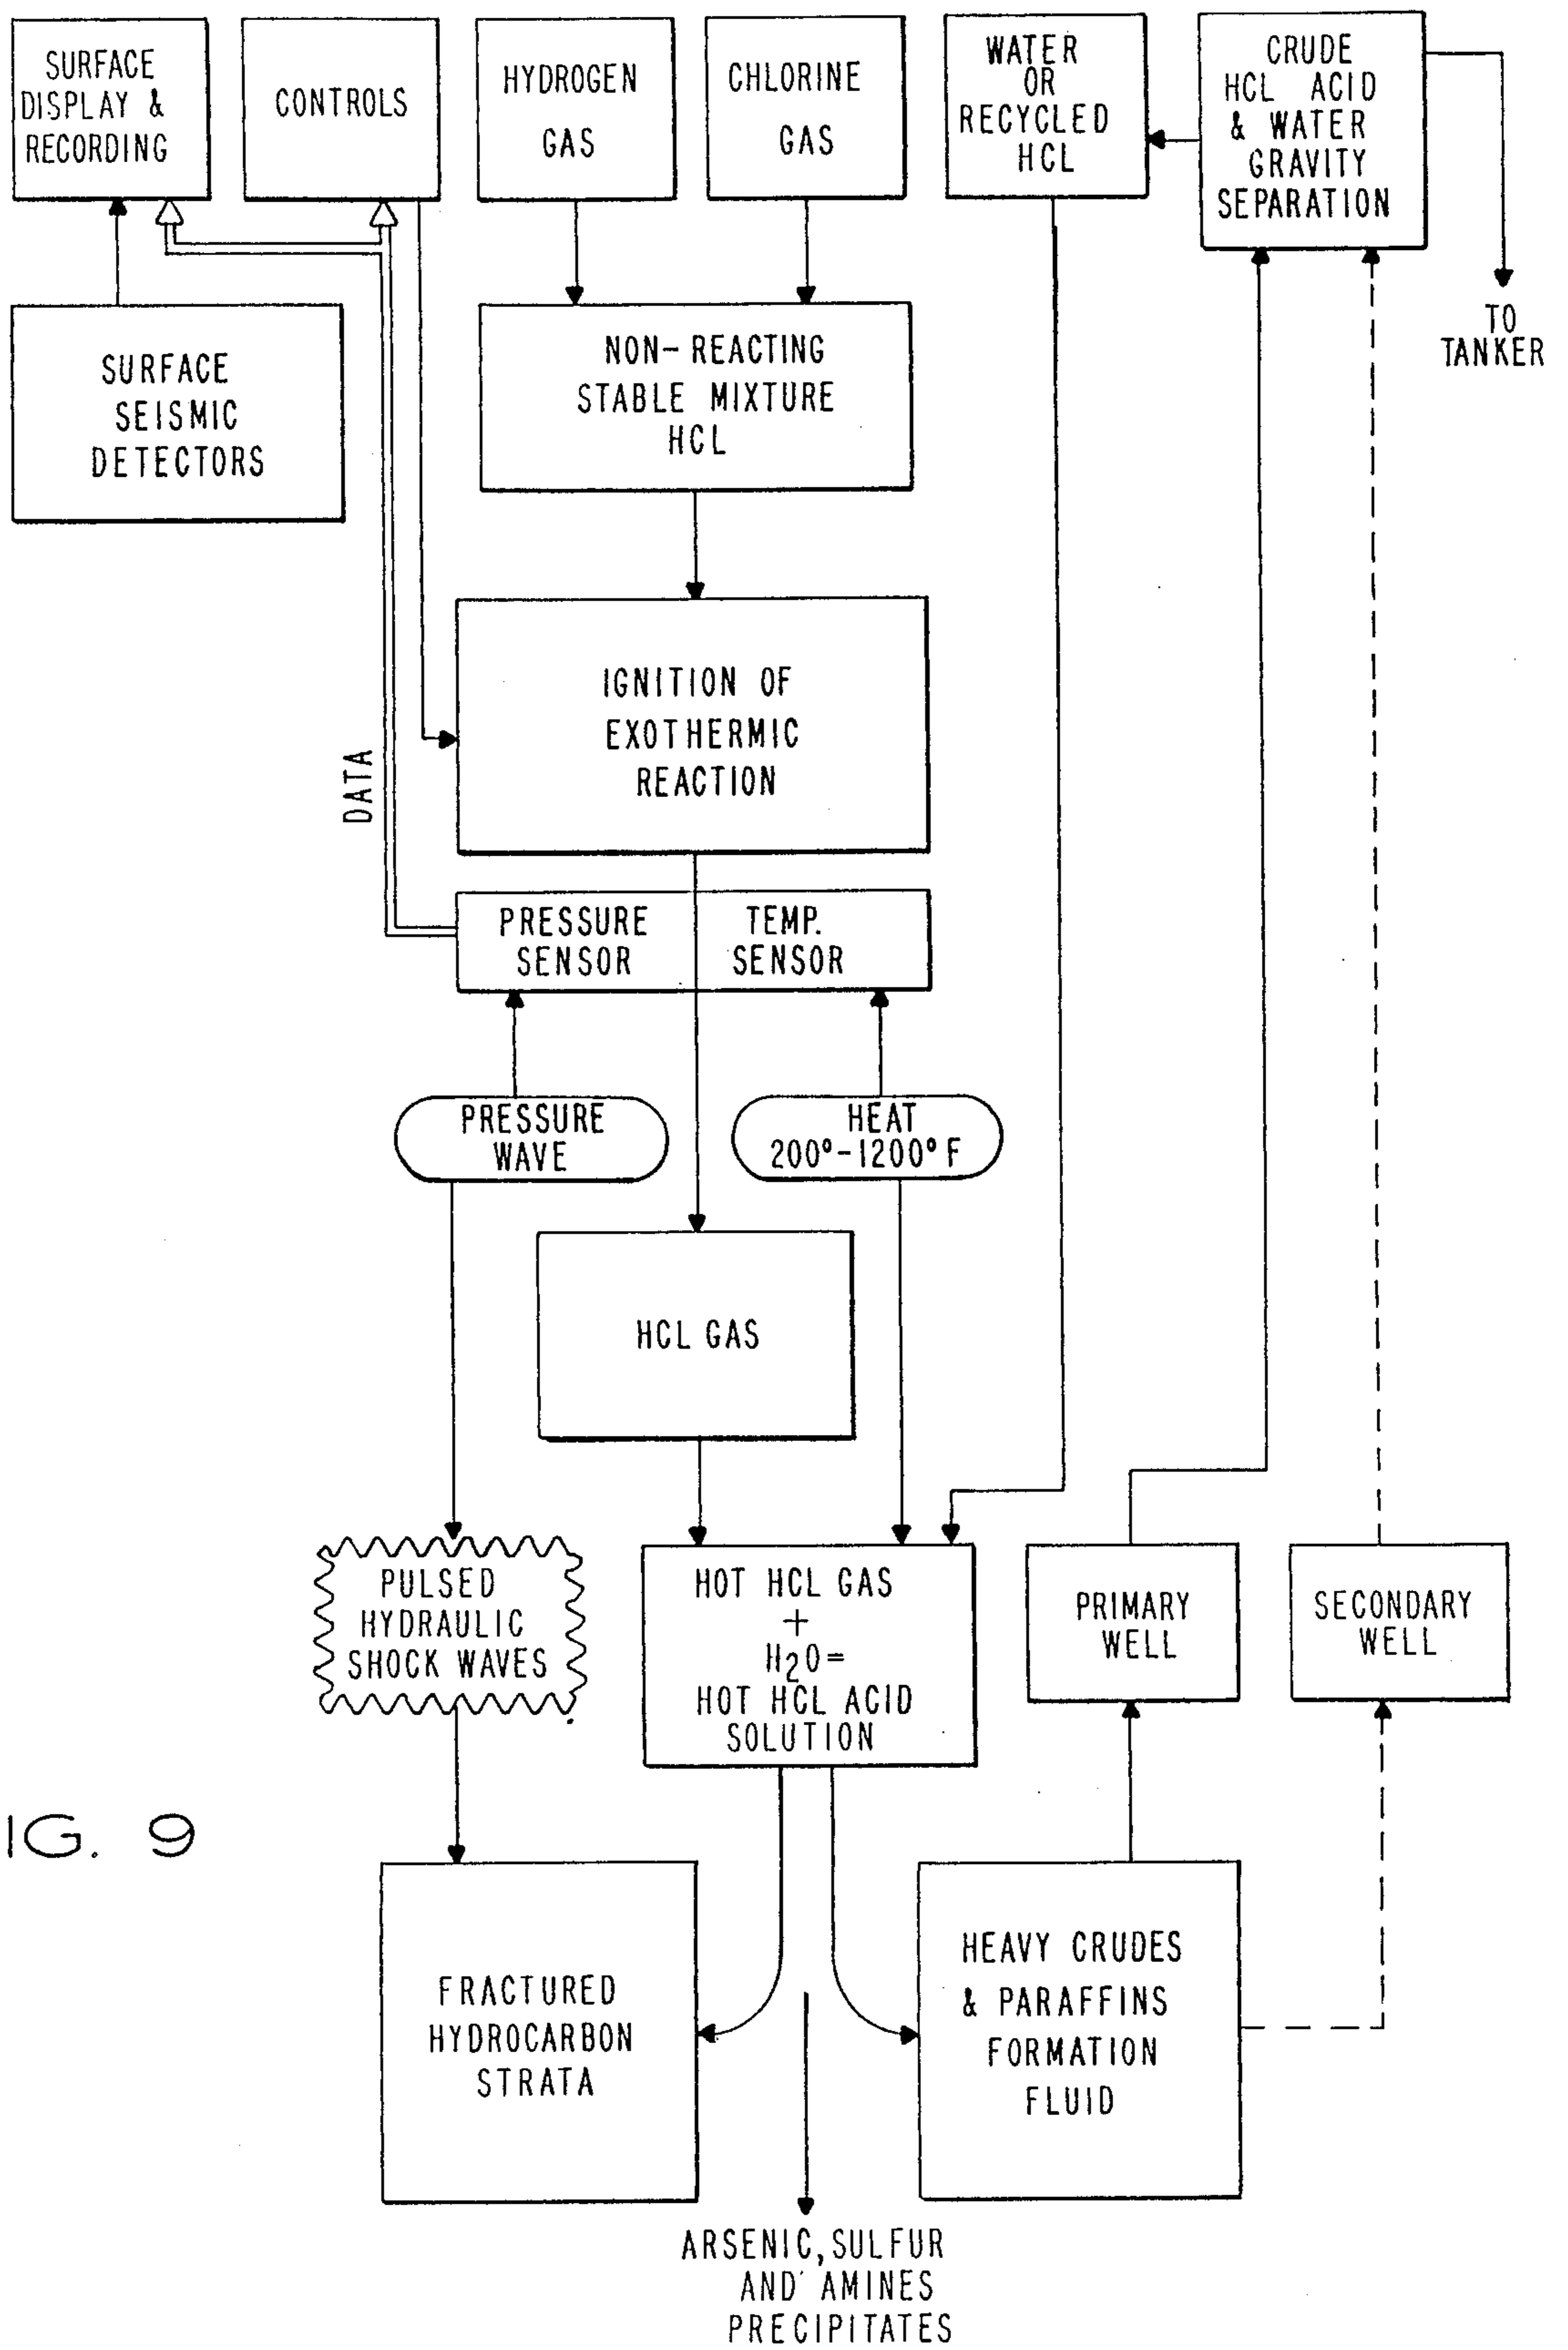 SURFACE
DISPLAY &
RECORDING
CONTROLS
HYDROGEN
GAS
CHLORINE
GAS
WATER
OR
RECYCLED
HCL
CRUDE
HCL ACID
& WATER
GRAVITY
SEPARATION
TO
TANKER
SURFACE
SEISMIC
DETECTORS
NON-REACTING
STABLE MIXTURE
HCL
IGNITION OF
EXOTHERMIC
REACTION
DATA
PRESSURE
SENSOR
TEMP.
SENSOR
PRESSURE
WAVE
HEAT
200°-1200° F
HCL GAS
PULSED
HYDRAULIC
SHOCK WAVES
HOT HCL GAS
+
H2O=
HOT HCL ACID
SOLUTION
PRIMARY
WELL
SECONDARY
WELL
IG. 9
FRACTURED
HYDROCARBON
STRATA
HEAVY CRUDES
& PARAFFINS
FORMATION
FLUID
ARSENIC, SULFUR
AND AMINES
PRECIPITATES